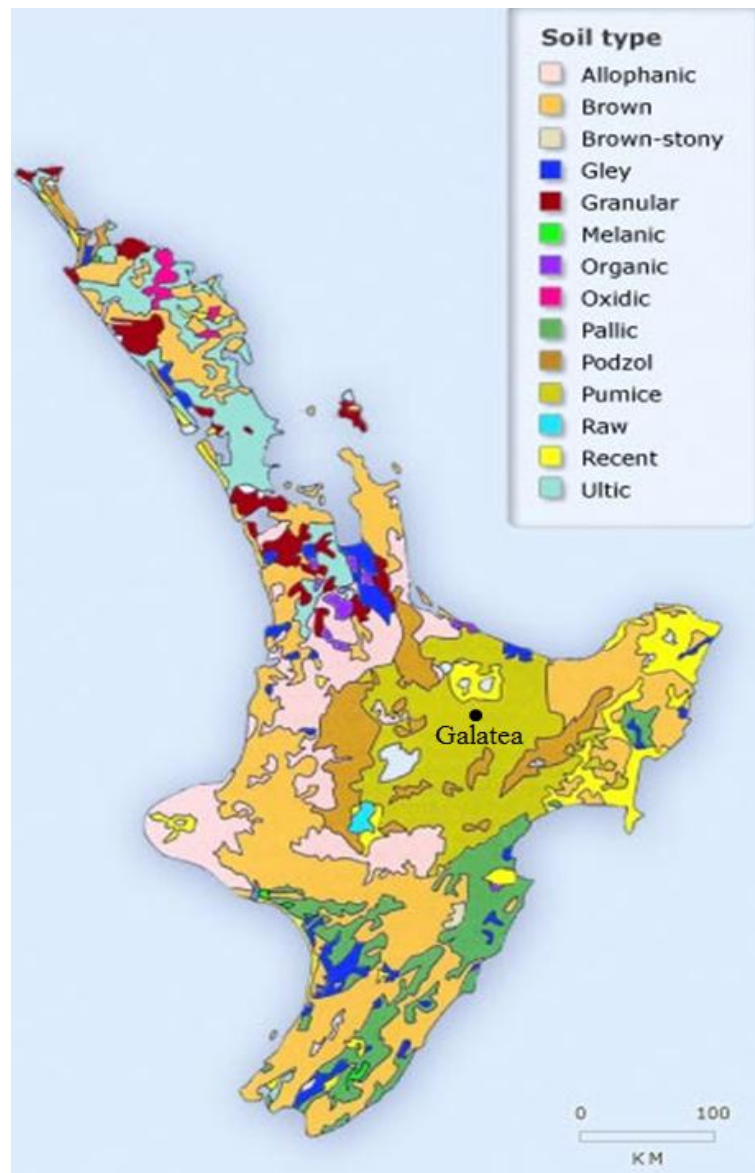 Soil type
Allophanic
Brown
Brown-stony
Gley
Granular
Melanic
Organic
Oxidic
Pallic
Podzol
Pumice
Raw
Recent
Ultic
Galatea
0 100
KM